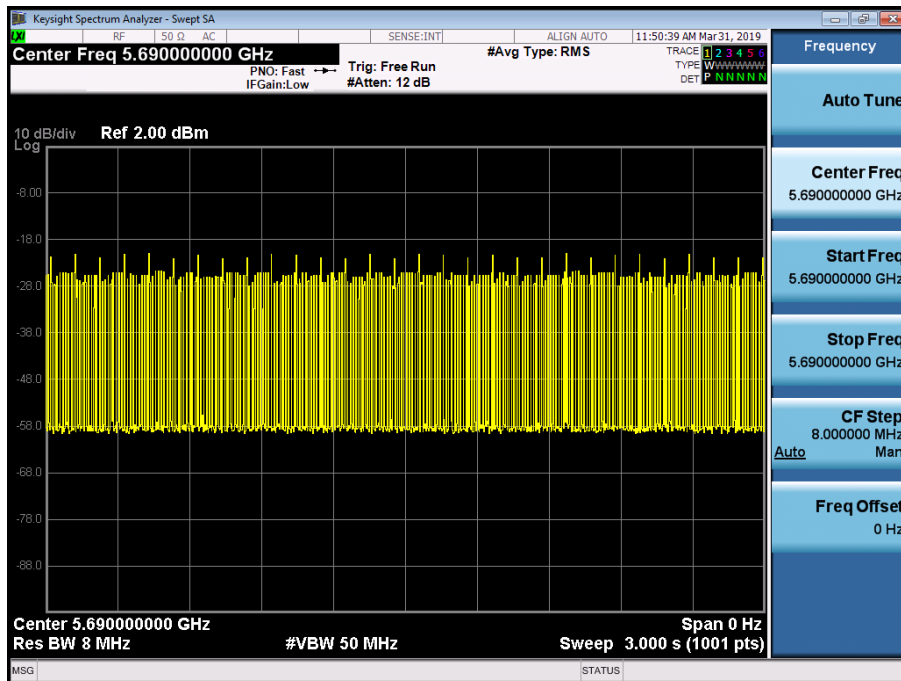 Keysight Spectrum Analyzer - Swept SA
LXI RF 50 Ω AC SENSE:INT ALIGN AUTO 11:50:39 AM Mar 31, 2019
Center Freq 5.690000000 GHz
PNO: Fast
IFGain:Low
Trig: Free Run
#Atten: 12 dB
#Avg Type: RMS
TRACE 1 2 3 4 5 6
TYPE WWWWWW
DET P N N N N N
10 dB/div Ref 2.00 dBm
Log
-8.00
-18.0
-28.0
-38.0
-48.0
-58.0
-68.0
-78.0
-88.0
Center 5.690000000 GHz Span 0 Hz
Res BW 8 MHz #VBW 50 MHz Sweep 3.000 s (1001 pts)
MSG STATUS
Frequency
Auto Tune
Center Freq
5.690000000 GHz
Start Freq
5.690000000 GHz
Stop Freq
5.690000000 GHz
CF Step
8.000000 MHz
Auto Man
Freq Offset
0 Hz